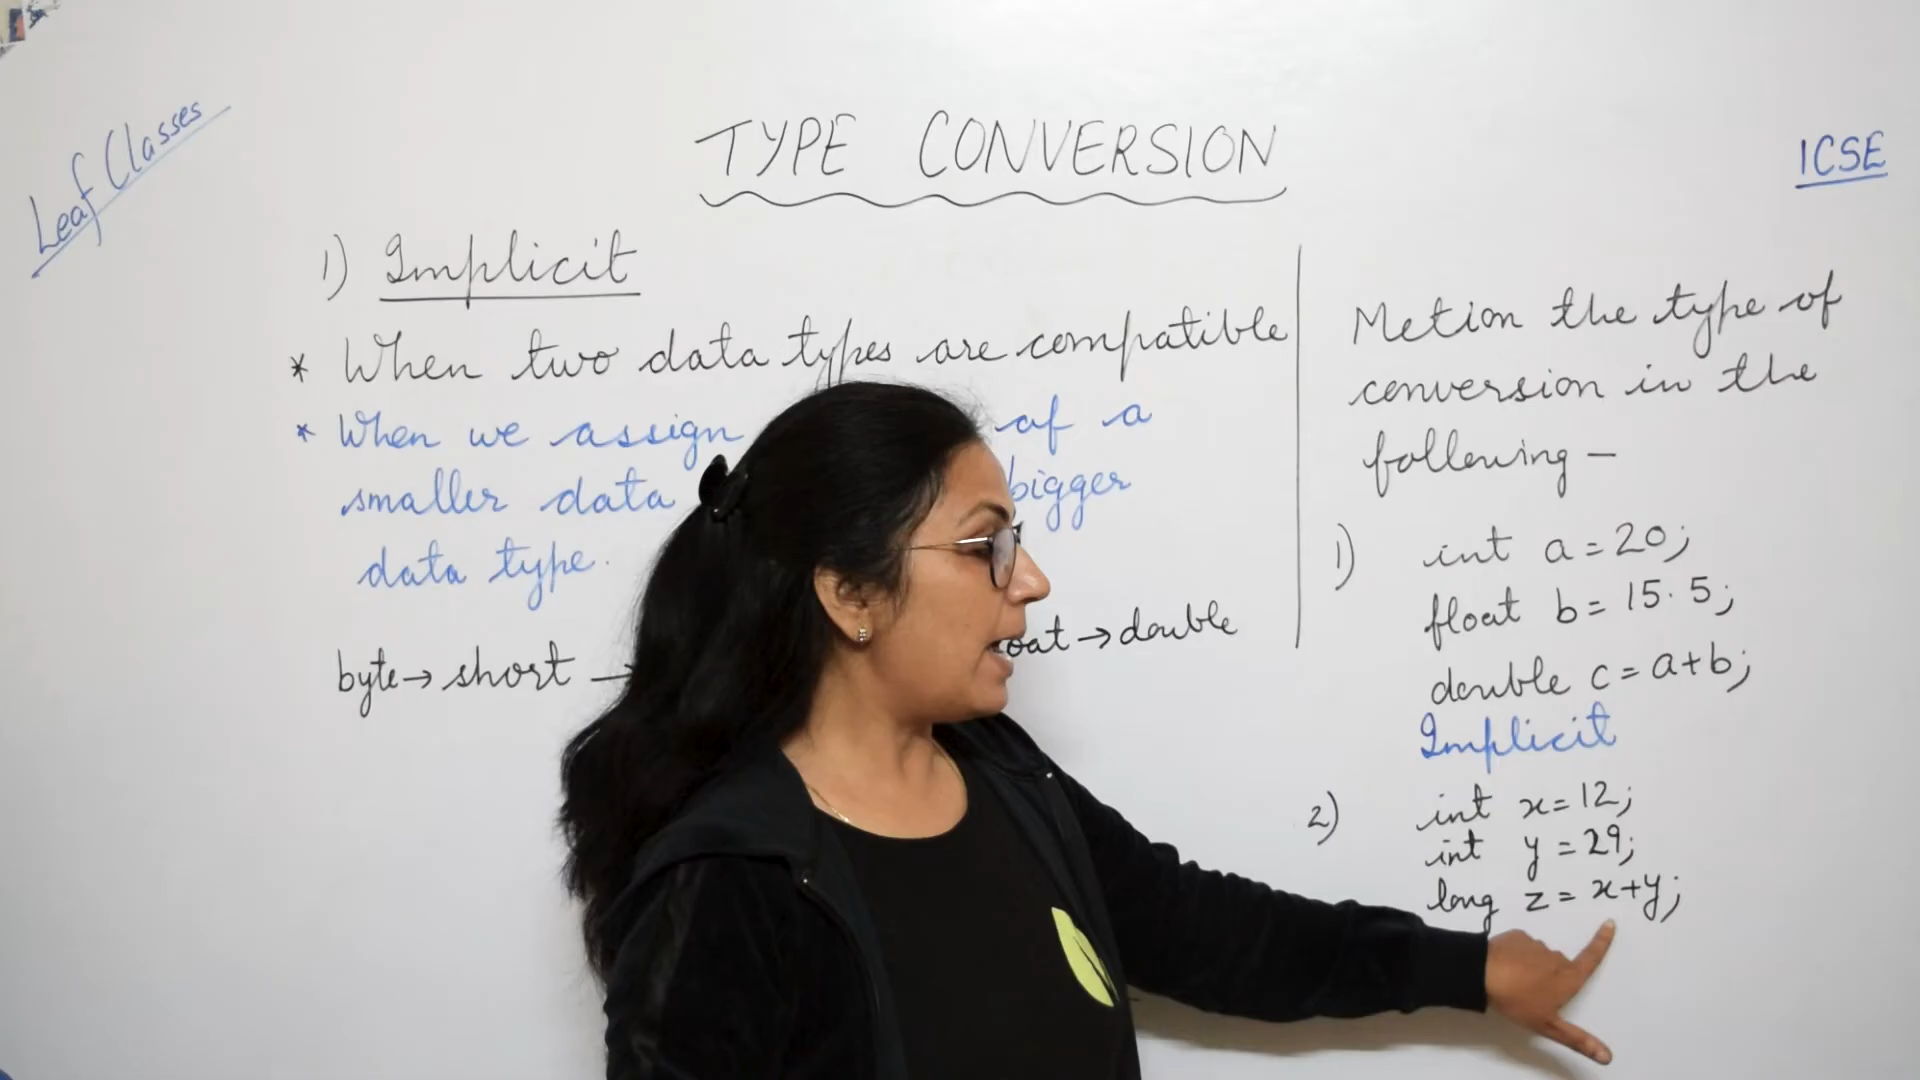 Leaf Classes
TYPE CONVERSION
ICSE
1) Implicit
* When two data types are compatible
* When we assign of a
smaller data bigger
data type.
byte → short → oat → double
Metion the type of
conversion in the
following -
1) int a = 20;
float b = 15.5;
double c = a+b;
Implicit
2) int x = 12;
int y = 29;
long z = x+y;